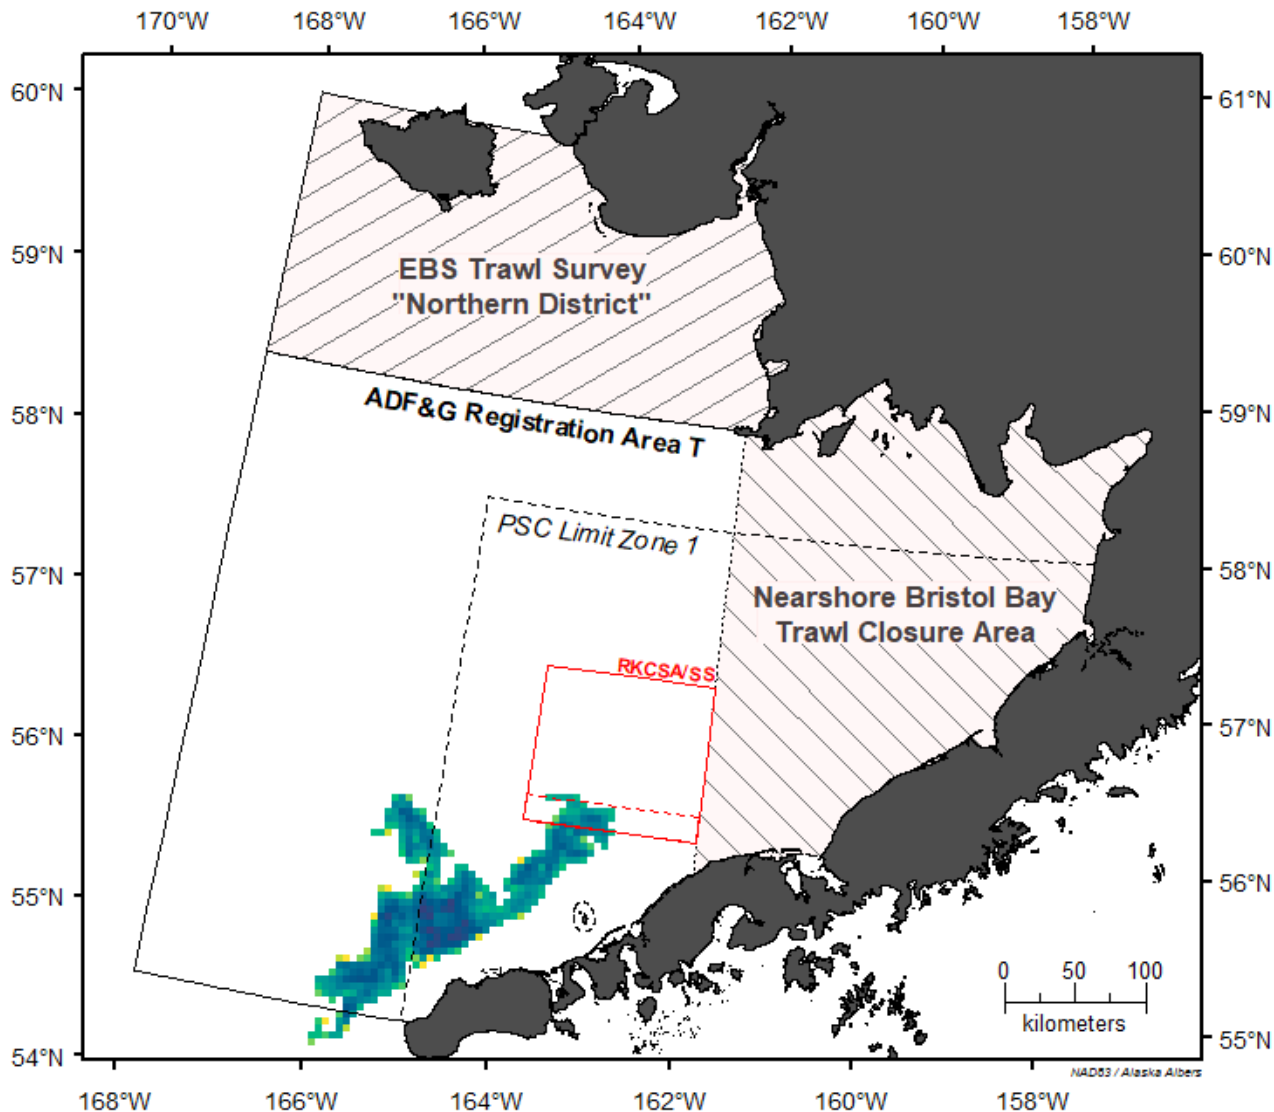 170°W 168°W 166°W 164°W 162°W 160°W 158°W
60°N
61°N
EBS Trawl Survey
"Northern District"
59°N
60°N
ADF&G Registration Area T
58°N
59°N
PSC Limit Zone 1
57°N
58°N
Nearshore Bristol Bay
Trawl Closure Area
RKCSA/SS
56°N
57°N
55°N
56°N
0 50 100
kilometers
54°N
55°N
NAD83 / Alaska Albers
168°W 166°W 164°W 162°W 160°W 158°W